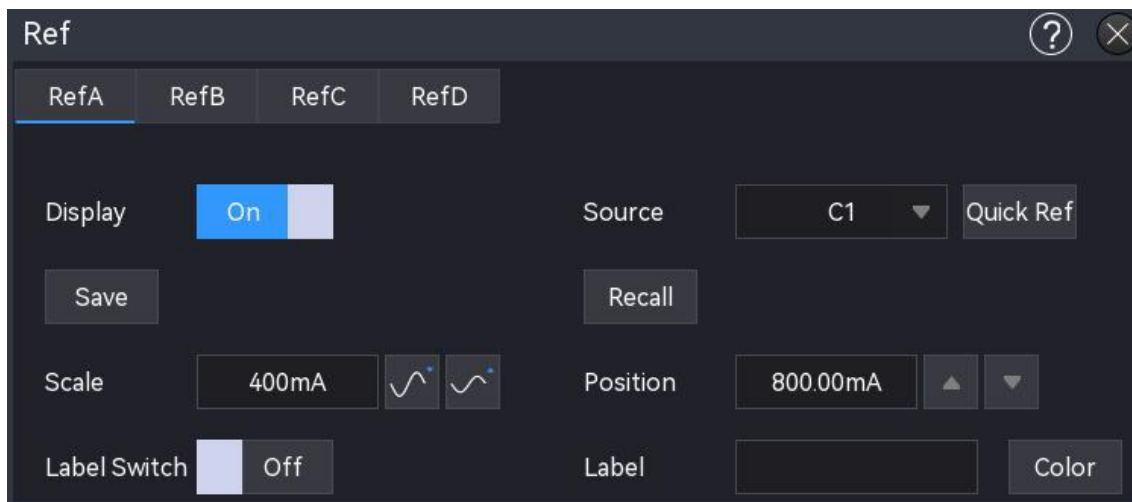 Ref ?
RefA RefB RefC RefD
Display On Source C1 Quick Ref
Save Recall
Scale 400mA Position 800.00mA
Label Switch Off Label Color